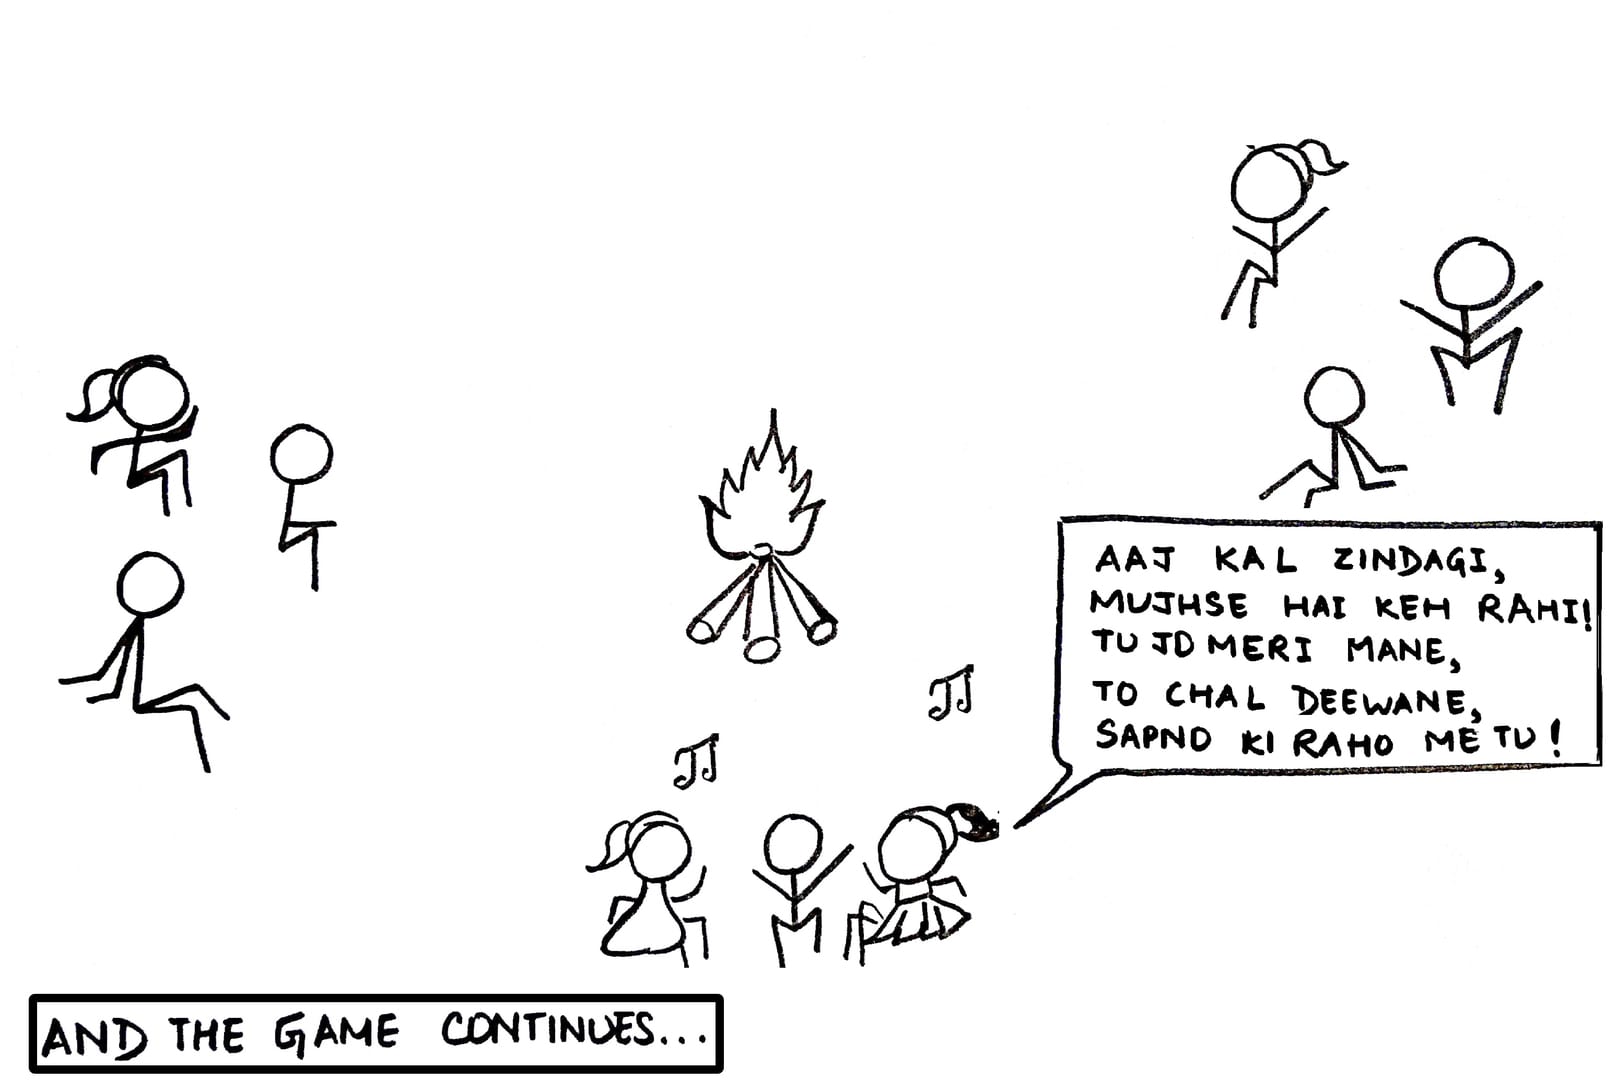 AAJ KAL ZINDAGI,
MUJHSE HAI KEH RAHI!
TU JO MERI MANE,
TO CHAL DEEWANE,
SAPNO KI RAHO ME TU!
AND THE GAME CONTINUES...